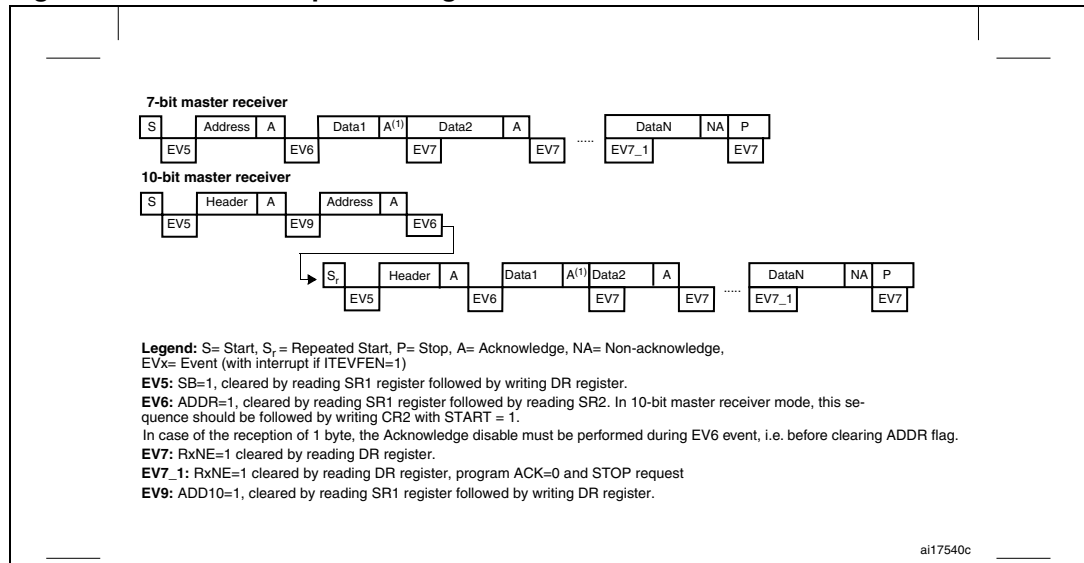 7-bit master receiver
S Address A Data1 A(1) Data2 A ..... DataN NA P
EV5 EV6 EV7 EV7 EV7_1 EV7
10-bit master receiver
S Header A Address A
EV5 EV9 EV6
Sr Header A Data1 A(1) Data2 A ..... DataN NA P
EV5 EV6 EV7 EV7 EV7_1 EV7
Legend: S= Start, Sr = Repeated Start, P= Stop, A= Acknowledge, NA= Non-acknowledge,
EVx= Event (with interrupt if ITEVFEN=1)
EV5: SB=1, cleared by reading SR1 register followed by writing DR register.
EV6: ADDR=1, cleared by reading SR1 register followed by reading SR2. In 10-bit master receiver mode, this se-
quence should be followed by writing CR2 with START = 1.
In case of the reception of 1 byte, the Acknowledge disable must be performed during EV6 event, i.e. before clearing ADDR flag.
EV7: RxNE=1 cleared by reading DR register.
EV7_1: RxNE=1 cleared by reading DR register, program ACK=0 and STOP request
EV9: ADD10=1, cleared by reading SR1 register followed by writing DR register.
ai17540c